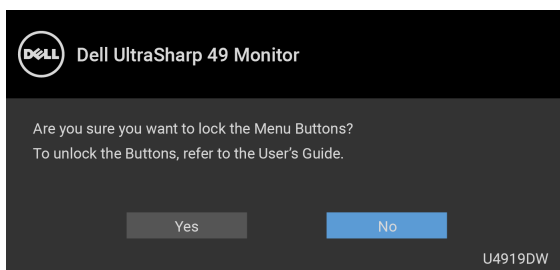 DELL
Dell UltraSharp 49 Monitor
Are you sure you want to lock the Menu Buttons?
To unlock the Buttons, refer to the User's Guide.
Yes
No
U4919DW